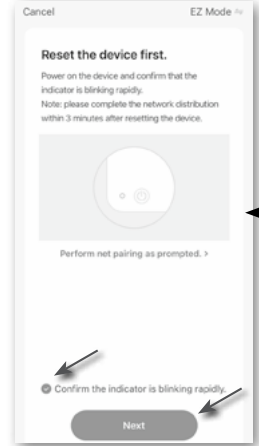 Cancel EZ Mode
Reset the device first.
Power on the device and confirm that the
indicator is blinking rapidly.
Note: please complete the network distribution
within 3 minutes after resetting the device.
Perform net pairing as prompted. >
Confirm the indicator is blinking rapidly.
Next